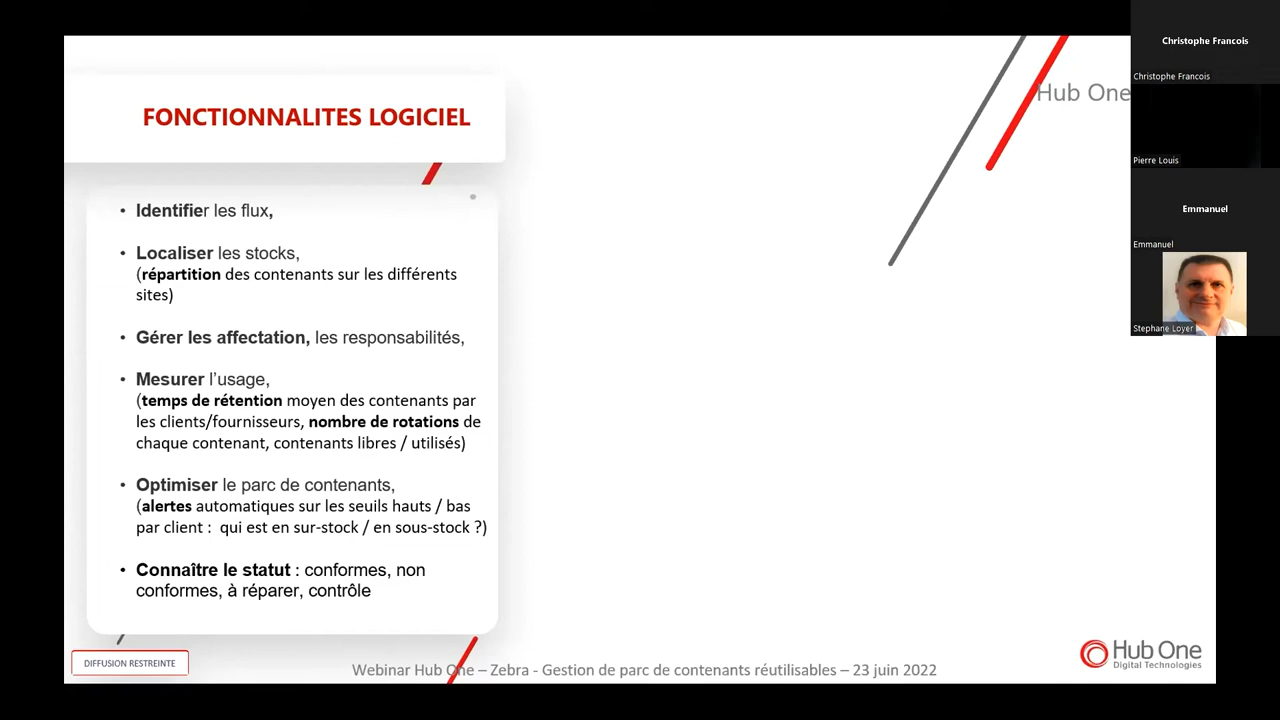 Christophe Francois
Christophe Francois
Hub One
FONCTIONNALITES LOGICIEL
Pierre Louis
• Identifier les flux,
Emmanuel
Emmanuel
• Localiser les stocks,
(répartition des contenants sur les différents
sites)
Stephane Loyer
• Gérer les affectation, les responsabilités,
• Mesurer l’usage,
(temps de rétention moyen des contenants par
les clients/fournisseurs, nombre de rotations de
chaque contenant, contenants libres / utilisés)
• Optimiser le parc de contenants,
(alertes automatiques sur les seuils hauts / bas
par client : qui est en sur-stock / en sous-stock ?)
• Connaître le statut : conformes, non
conformes, à réparer, contrôle
DIFFUSION RESTREINTE
Webinar Hub One – Zebra - Gestion de parc de contenants réutilisables – 23 juin 2022
Hub One
Digital Technologies